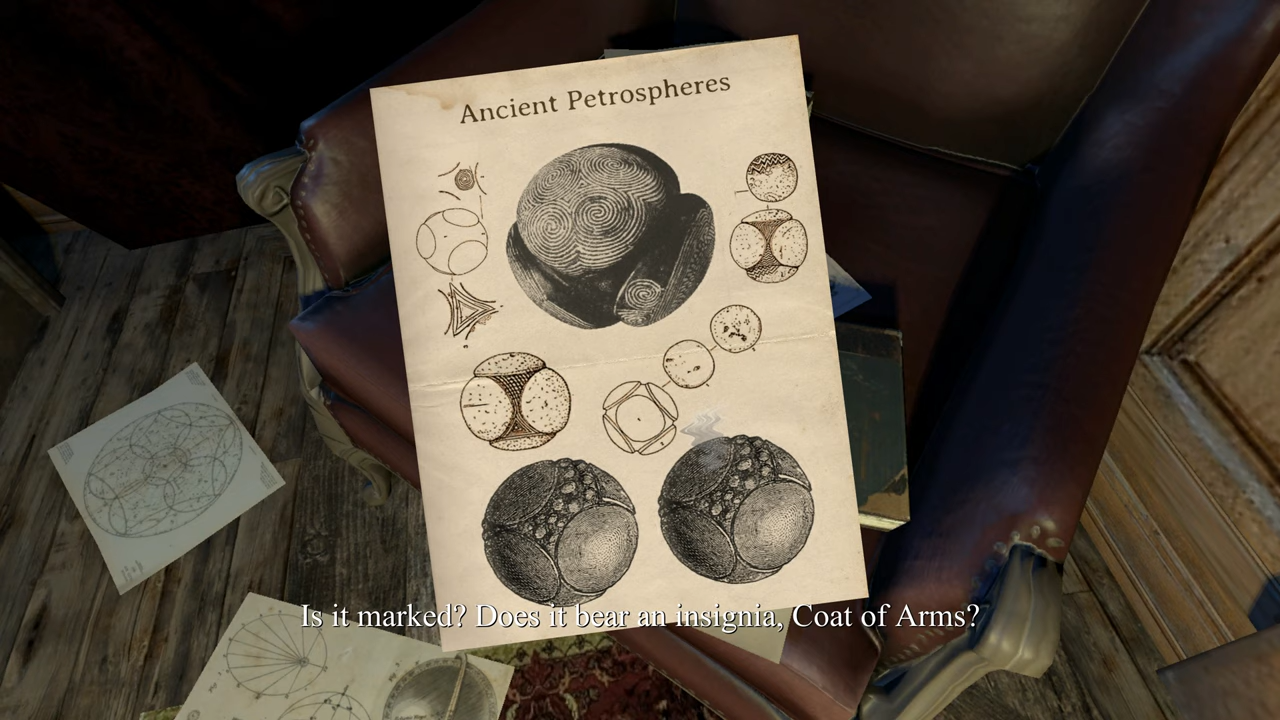 Ancient Petrospheres
Is it marked? Does it bear an insignia, Coat of Arms?